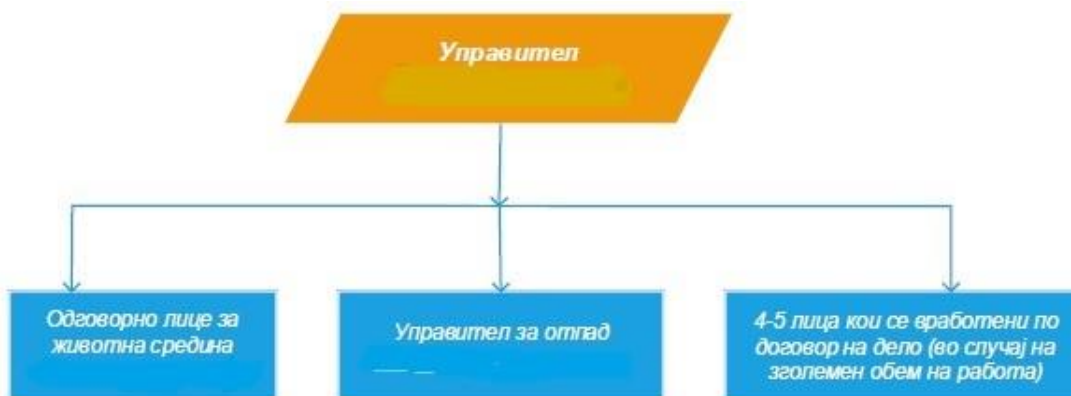 Управител
Одговорно лице за
животна средина
Управител за отпад
4-5 лица кои се вработени по
договор на дело (во случај на
зголемен обем на работа)